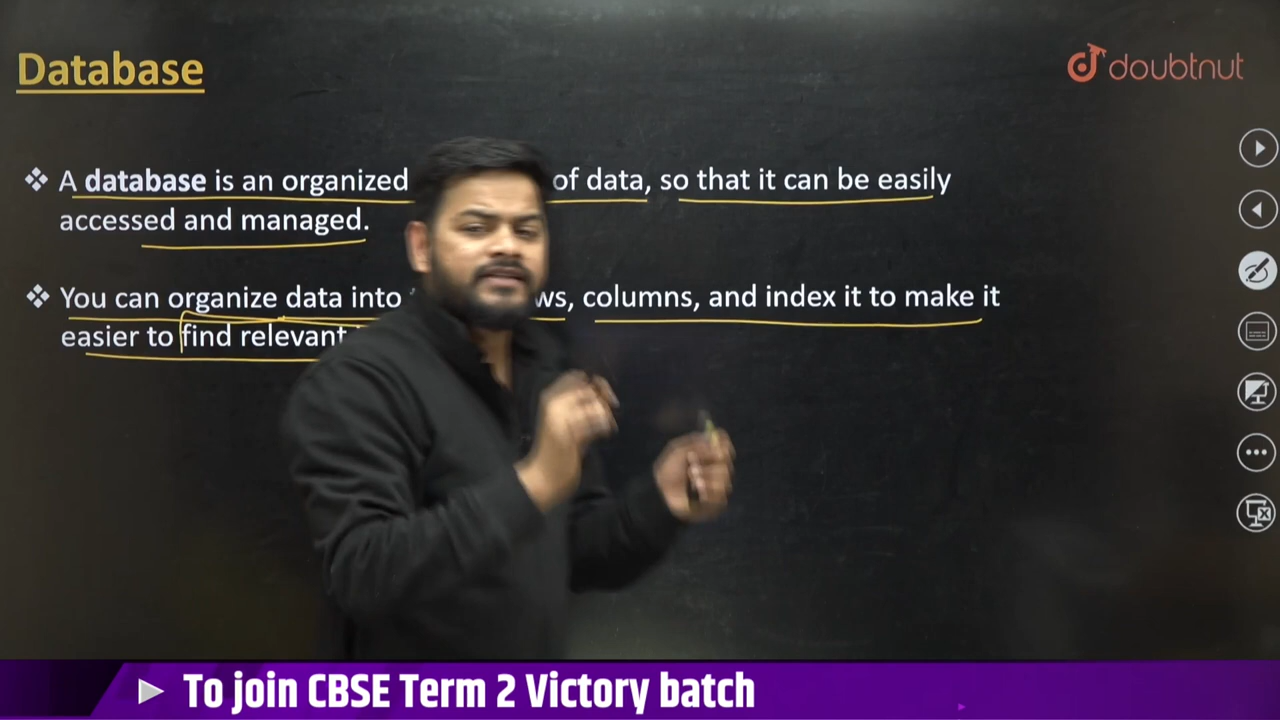 Database
doubtnut
A database is an organized of data, so that it can be easily
accessed and managed.
You can organize data into columns, and index it to make it
easier to find relevant
To join CBSE Term 2 Victory batch